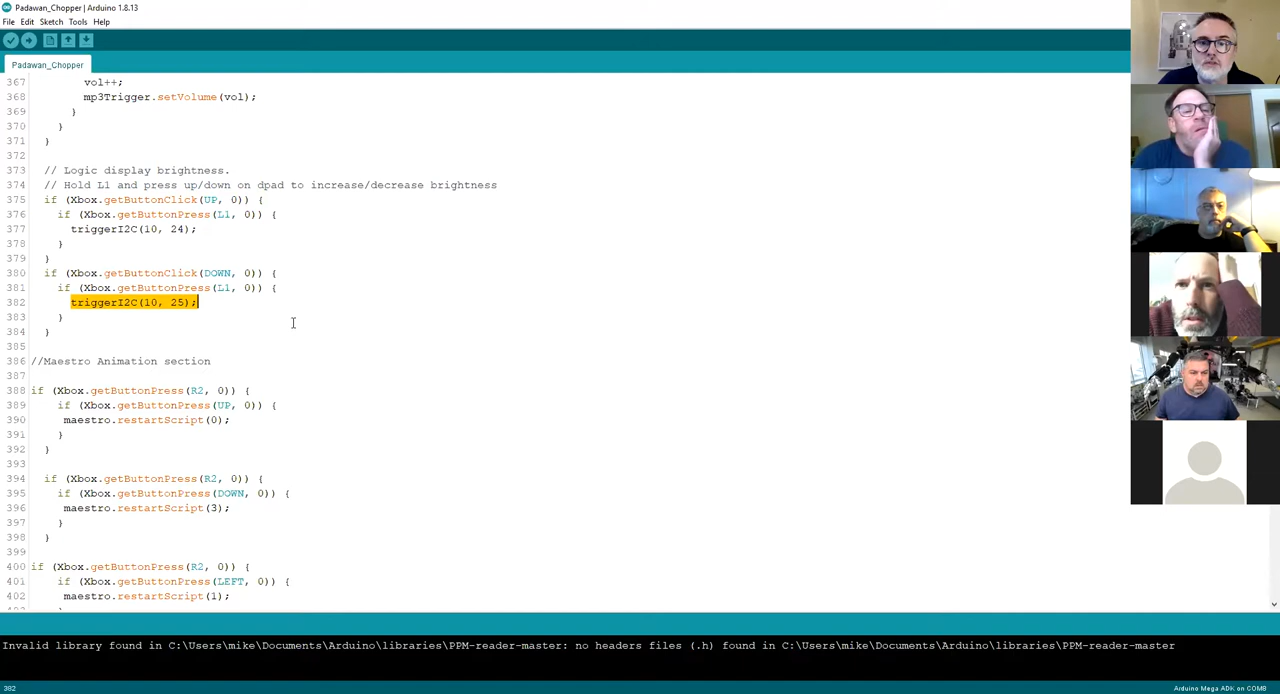 Padawan_Chopper | Arduino 1.8.13
File Edit Sketch Tools Help
Padawan_Chopper
367 vol++;
368 mp3Trigger.setVolume(vol);
369 }
370 }
371 }
372
373 // Logic display brightness.
374 // Hold L1 and press up/down on dpad to increase/decrease brightness
375 if (Xbox.getButtonClick(UP, 0)) {
376 if (Xbox.getButtonPress(L1, 0)) {
377 triggerI2C(10, 24);
378 }
379 }
380 if (Xbox.getButtonClick(DOWN, 0)) {
381 if (Xbox.getButtonPress(L1, 0)) {
382 triggerI2C(10, 25);
383 }
384 }
385
386 //Maestro Animation section
387
388 if (Xbox.getButtonPress(R2, 0)) {
389 if (Xbox.getButtonPress(UP, 0)) {
390 maestro.restartScript(0);
391 }
392 }
393
394 if (Xbox.getButtonPress(R2, 0)) {
395 if (Xbox.getButtonPress(DOWN, 0)) {
396 maestro.restartScript(3);
397 }
398 }
399
400 if (Xbox.getButtonPress(R2, 0)) {
401 if (Xbox.getButtonPress(LEFT, 0)) {
402 maestro.restartScript(1);
Invalid library found in C:\Users\mike\Documents\Arduino\libraries\PPM-reader-master: no headers files (.h) found in C:\Users\mike\Documents\Arduino\libraries\PPM-reader-master
382 Arduino Mega ADK on COM8